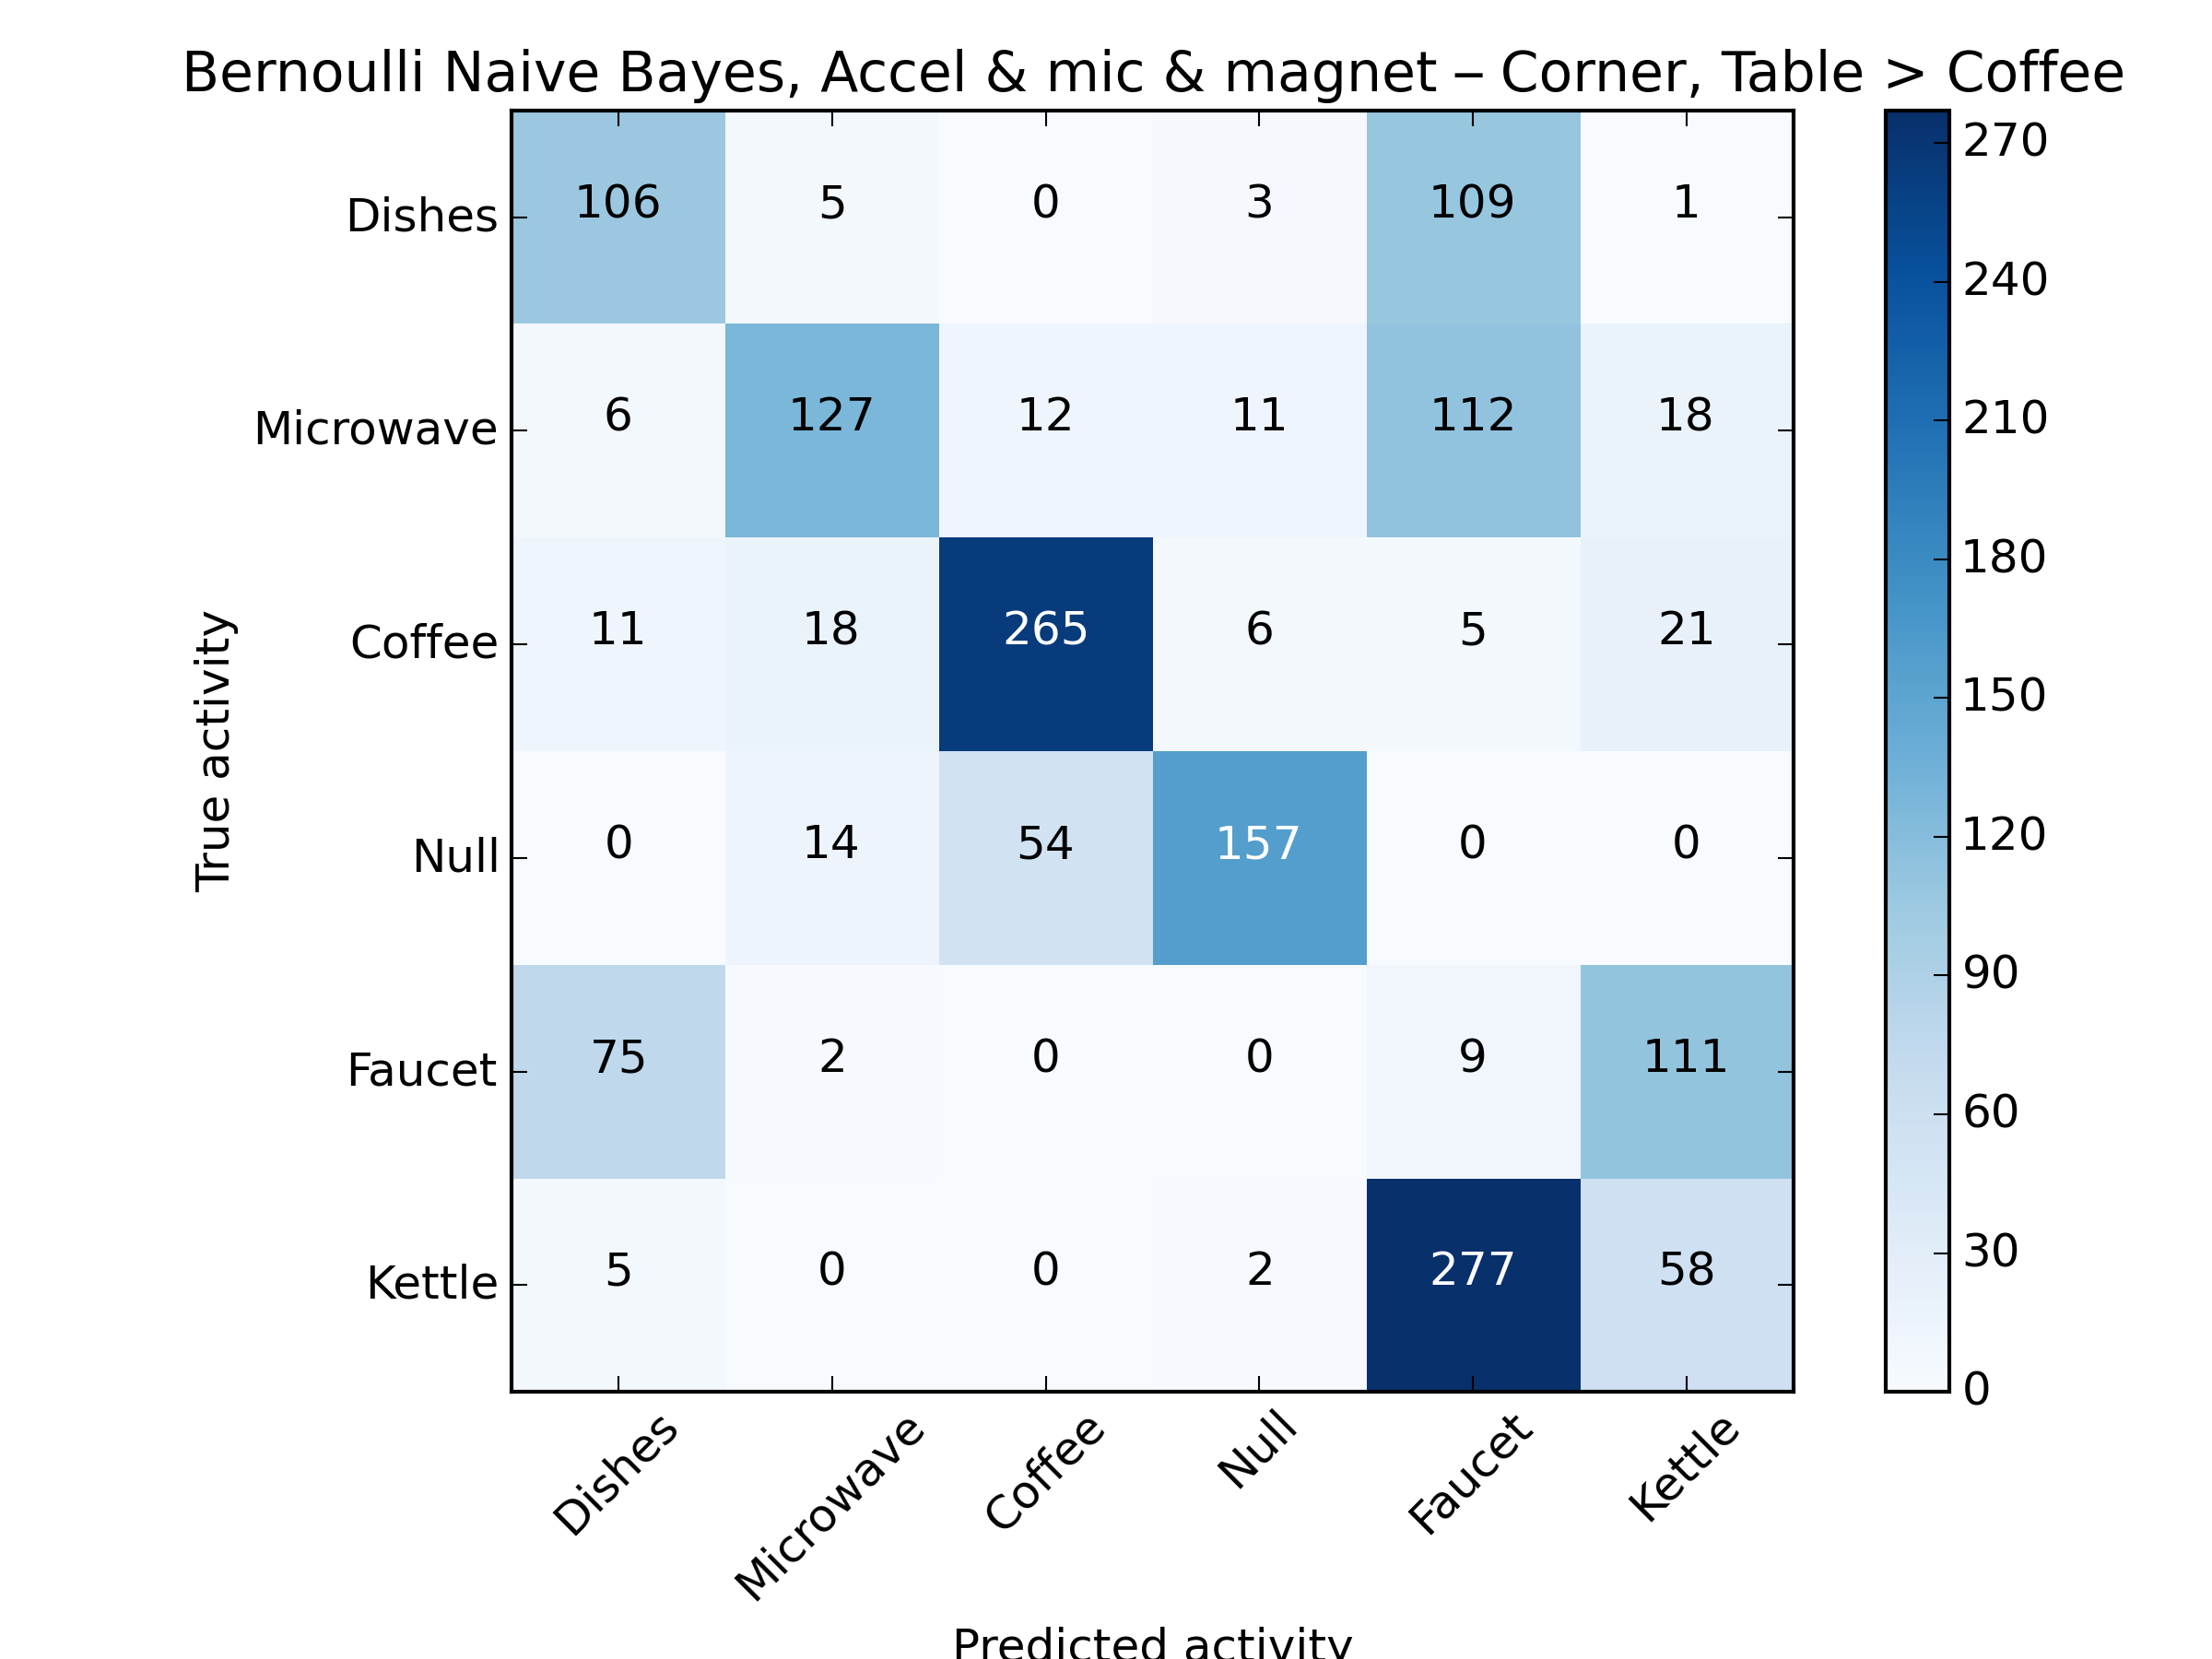 Bernoulli Naive Bayes, Accel & mic & magnet – Corner, Table > Coffee
True activity
Dishes 106 5 0 3 109 1
Microwave 6 127 12 11 112 18
Coffee 11 18 265 6 5 21
Null 0 14 54 157 0 0
Faucet 75 2 0 0 9 111
Kettle 5 0 0 2 277 58
Dishes Microwave Coffee Null Faucet Kettle
Predicted activity
270
240
210
180
150
120
90
60
30
0